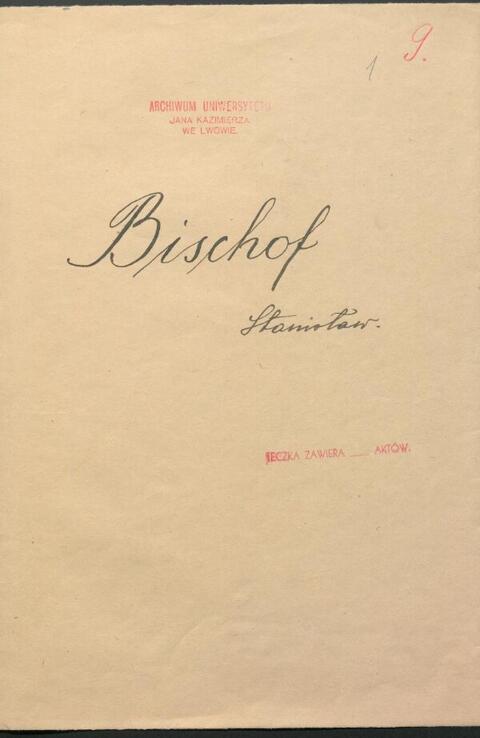 1 9.
ARCHIWUM UNIWERSYTETU
JANA KAZIMIERZA
WE LWOWIE.
Bischof
Stanisław.
TECZKA ZAWIERA ___ AKTÓW.